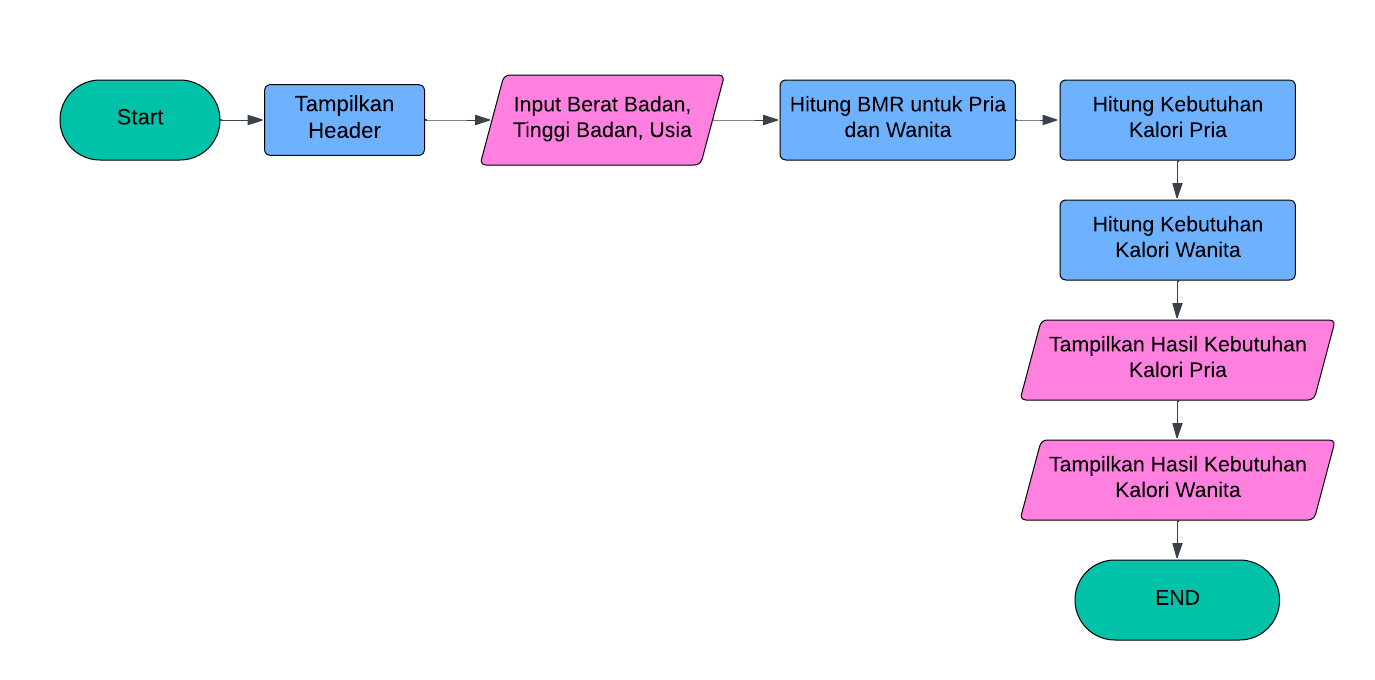 Start
Tampilkan
Header
Input Berat Badan,
Tinggi Badan, Usia
Hitung BMR untuk Pria
dan Wanita
Hitung Kebutuhan
Kalori Pria
Hitung Kebutuhan
Kalori Wanita
Tampilkan Hasil Kebutuhan
Kalori Pria
Tampilkan Hasil Kebutuhan
Kalori Wanita
END